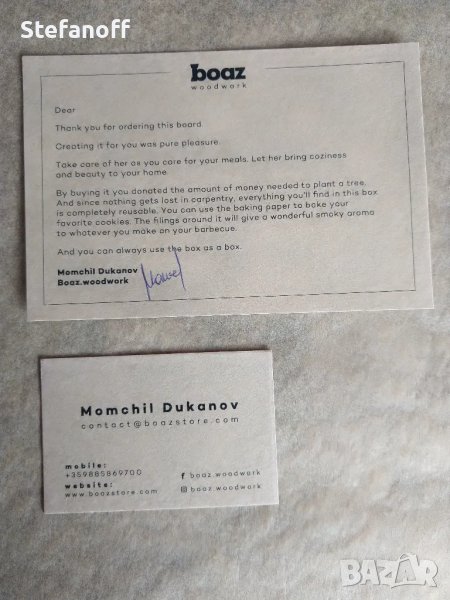 Stefanoff
boaz
woodwork
Dear
Thank you for ordering this board.
Creating it for you was pure pleasure.
Take care of her as you care for your meals. Let her bring coziness
and beauty to your home.
By buying it you donated the amount of money needed to plant a tree.
And since nothing gets lost in carpentry, everything you'll find in this box
is completely reusable. You can use the baking paper to bake your
favorite cookies. The filings around it will give a wonderful smoky aroma
to whatever you make on your barbecue.
And you can always use the box as a box.
Momchil Dukanov
Boaz.woodwork
Momchil Dukanov
contact@boazstore.com
mobile:
+359885869700
website:
www.boazstore.com
f boaz.woodwork
boaz.woodwork
BAZAR